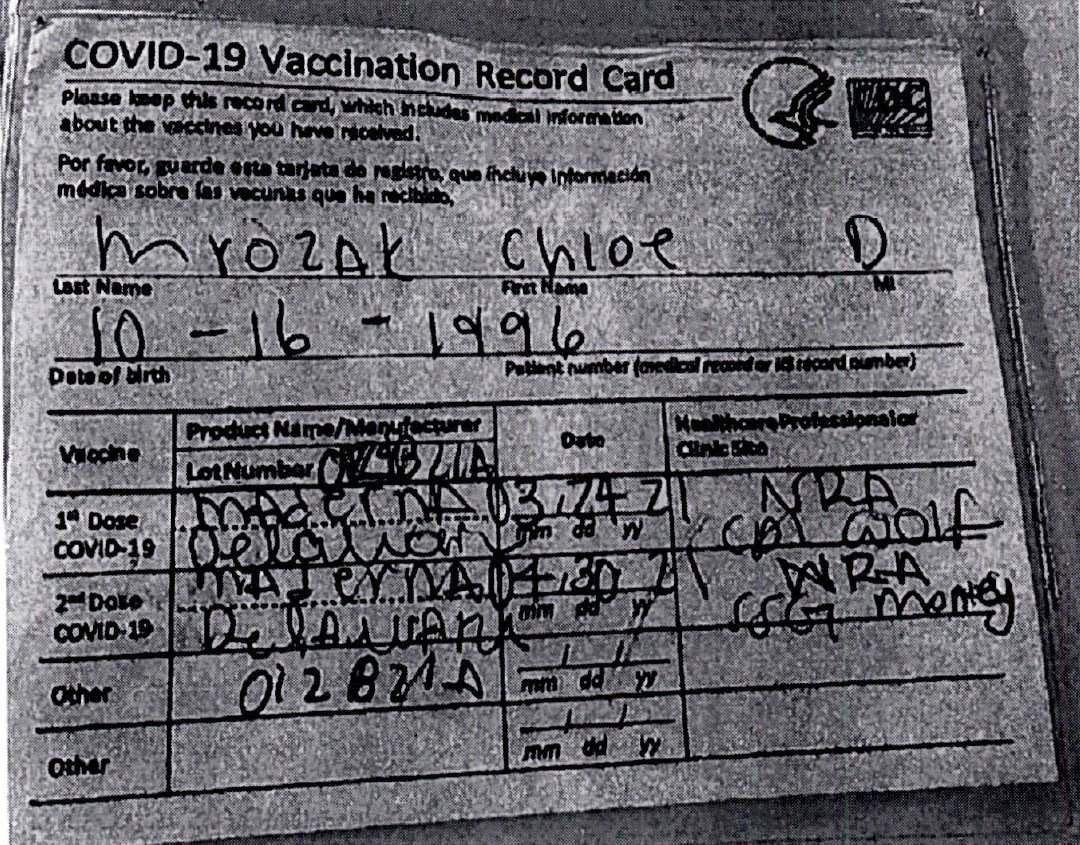 COVID-19 Vaccination Record Card
Please keep this record card, which includes medical information
about the vaccines you have received.
Por favor, guarde esta tarjeta de registro, que incluye información
médica sobre las vacunas que ha recibido.
Mrozak Chloe D
Last Name First Name MI
10-16-1996
Date of birth Patient number (medical record or IIS record number)
Vaccine Product Name/Manufacturer Date Healthcare Professional or
Lot Number Clinic Site
1st Dose MAderna 03,24 21 NRA
COVID-19 mm dd yy cpl wolf
2nd Dose MAderna 04,30 21 NRA
COVID-19 mm dd yy SSG montey
Other 012B21A mm dd yy
Other mm dd yy